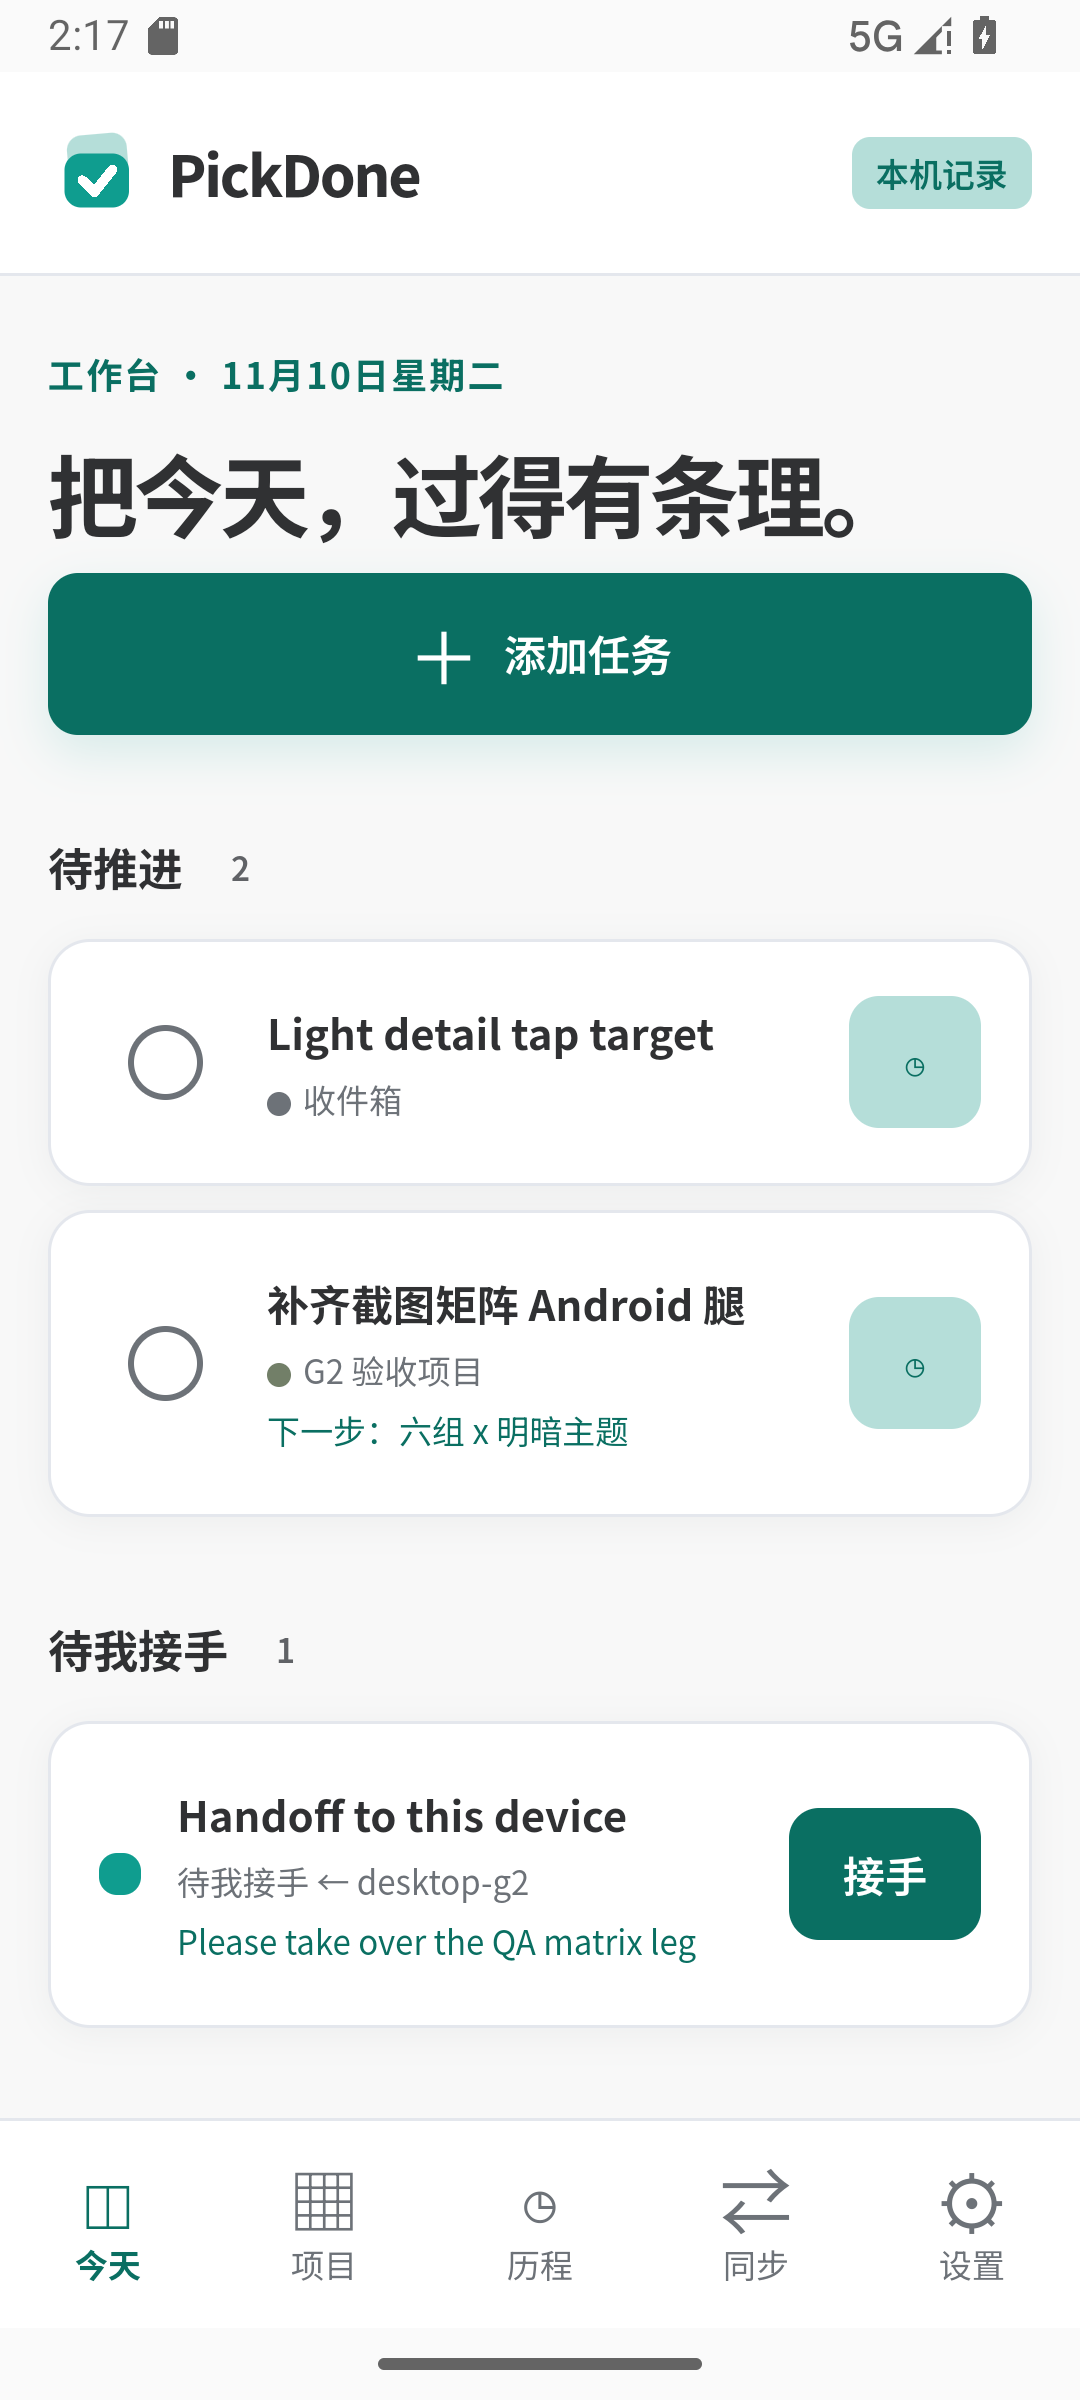 2:17
5G
PickDone
本机记录
工作台 · 11月10日星期二
把今天，过得有条理。
添加任务
待推进 2
Light detail tap target
收件箱
补齐截图矩阵 Android 腿
G2 验收项目
下一步：六组 x 明暗主题
待我接手 1
Handoff to this device
待我接手 ← desktop-g2
接手
Please take over the QA matrix leg
今天
项目
历程
同步
设置